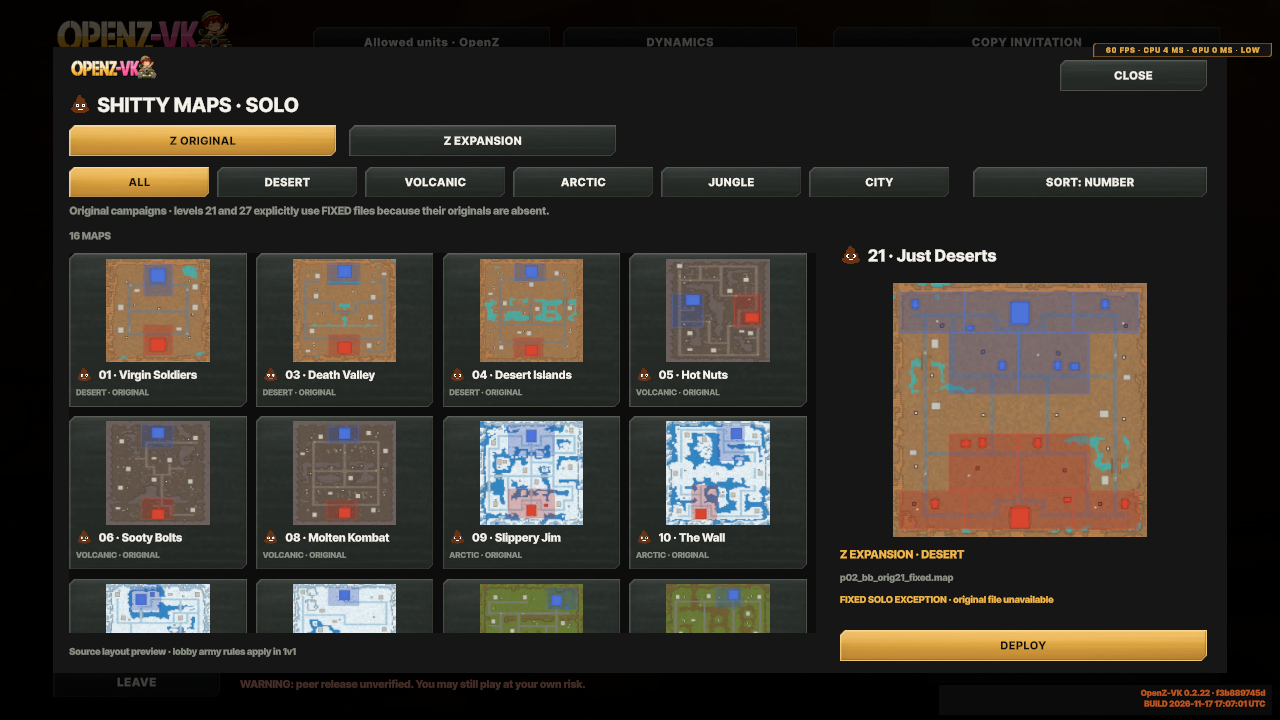 OPENZ-VK
Allowed units · OpenZ
DYNAMICS
COPY INVITATION
60 FPS · CPU 4 MS · GPU 0 MS · LOW
OPENZ-VK
CLOSE
SHITTY MAPS · SOLO
Z ORIGINAL
Z EXPANSION
ALL
DESERT
VOLCANIC
ARCTIC
JUNGLE
CITY
SORT: NUMBER
Original campaigns · levels 21 and 27 explicitly use FIXED files because their originals are absent.
16 MAPS
01 · Virgin Soldiers
DESERT · ORIGINAL
03 · Death Valley
DESERT · ORIGINAL
04 · Desert Islands
DESERT · ORIGINAL
05 · Hot Nuts
VOLCANIC · ORIGINAL
06 · Sooty Bolts
VOLCANIC · ORIGINAL
08 · Molten Kombat
VOLCANIC · ORIGINAL
09 · Slippery Jim
ARCTIC · ORIGINAL
10 · The Wall
ARCTIC · ORIGINAL
Source layout preview · lobby army rules apply in 1v1
21 · Just Deserts
Z EXPANSION · DESERT
p02_bb_orig21_fixed.map
FIXED SOLO EXCEPTION · original file unavailable
DEPLOY
LEAVE
WARNING: peer release unverified. You may still play at your own risk.
OpenZ-VK 0.2.22 · f3b889745d
BUILD 2026-11-17 17:07:01 UTC